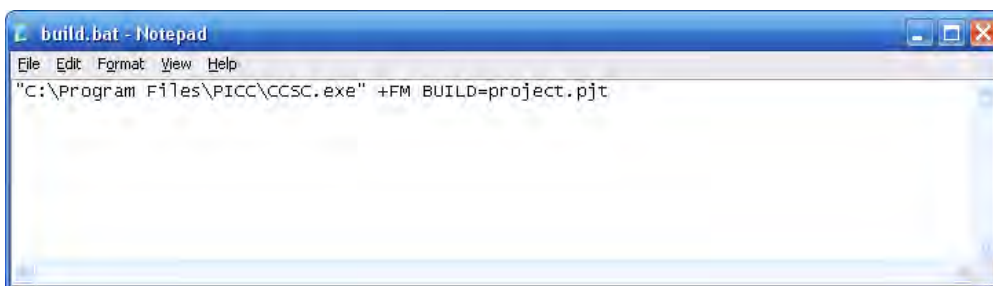 build.bat - Notepad
File Edit Format View Help
"C:\Program Files\PICC\CCSC.exe" +FM BUILD=project.pjt